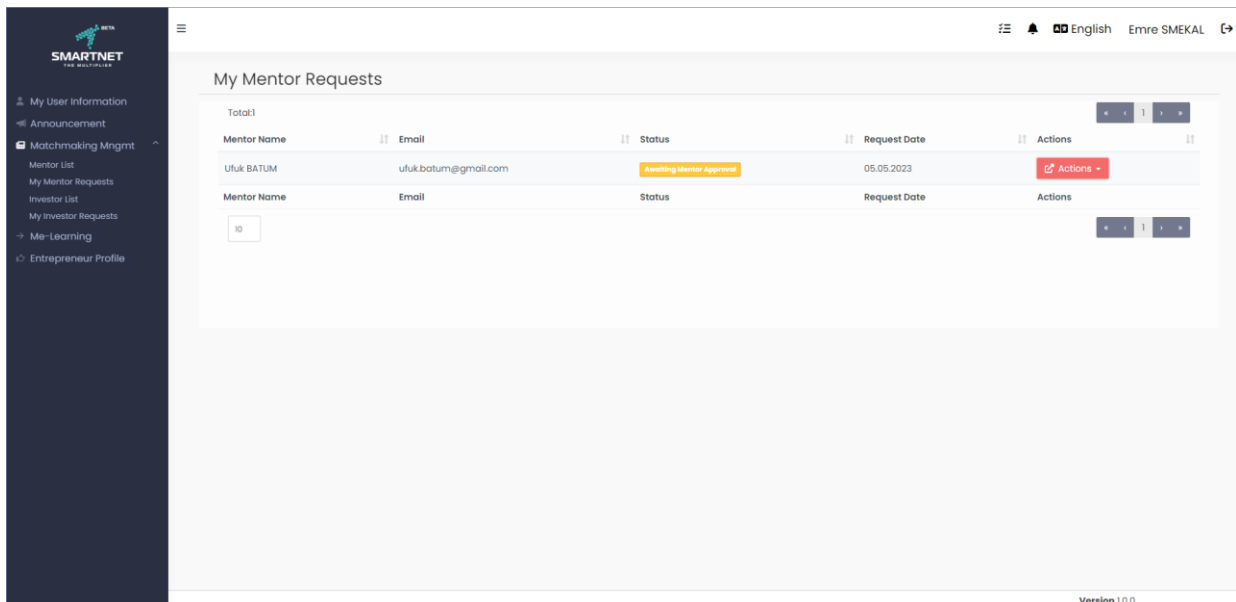 BETA
SMARTNET
THE MULTIPLIER
English Emre SMEKAL
My User Information
Announcement
Matchmaking Mngmt
Mentor List
My Mentor Requests
Investor List
My Investor Requests
Me-Learning
Entrepreneur Profile
My Mentor Requests
Total:1
« ‹ 1 › »
Mentor Name Email Status Request Date Actions
Ufuk BATUM ufuk.batum@gmail.com Awaiting Mentor Approval 05.05.2023 Actions
Mentor Name Email Status Request Date Actions
10
« ‹ 1 › »
Version 1.0.0